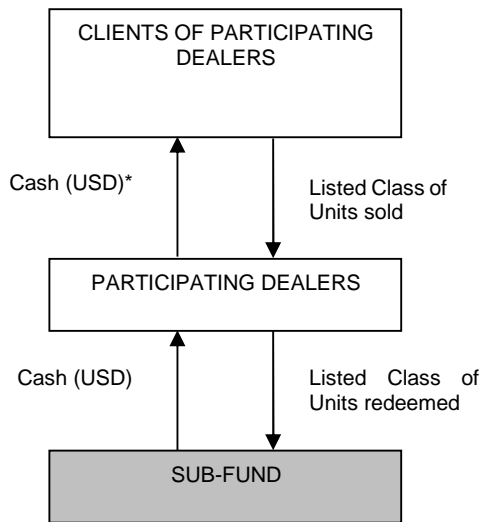 CLIENTS OF PARTICIPATING
DEALERS
Cash (USD)*
Listed Class of
Units sold
PARTICIPATING DEALERS
Cash (USD)
Listed Class of
Units redeemed
SUB-FUND